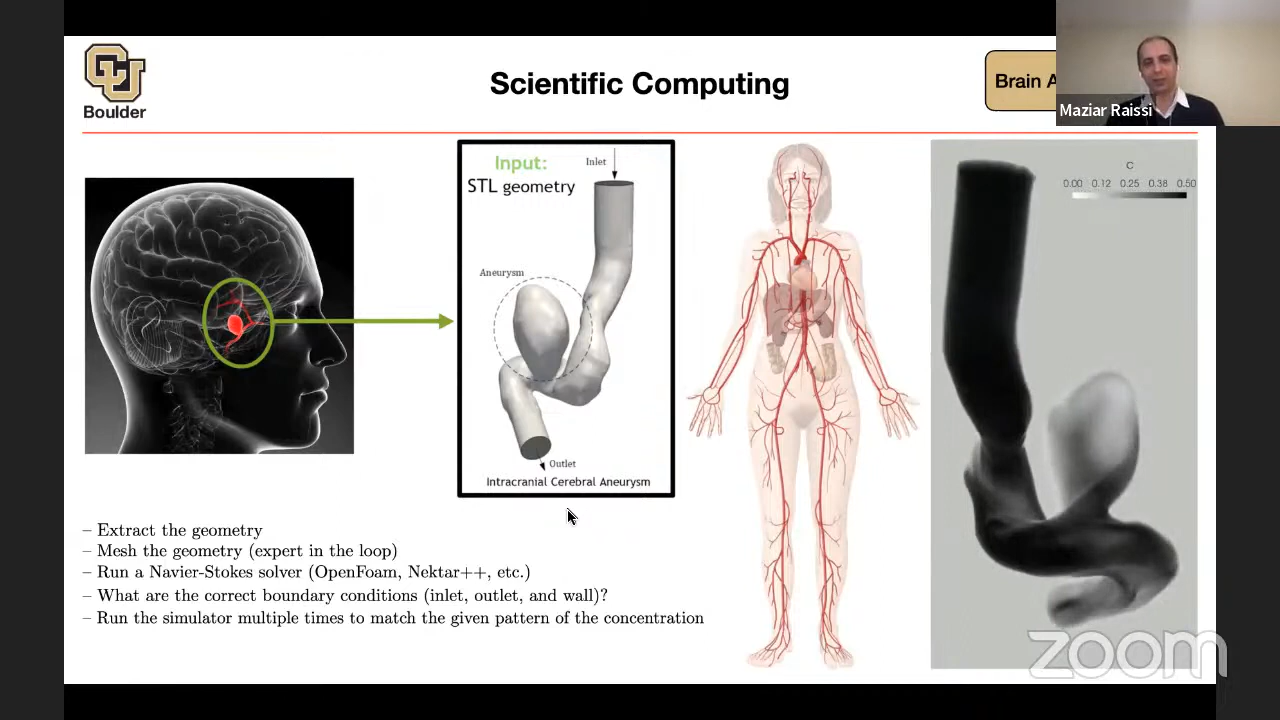 Boulder
Scientific Computing
Brain A
Maziar Raissi
Input:
STL geometry
Inlet
Aneurysm
Outlet
Intracranial Cerebral Aneurysm
C
0.00 0.12 0.25 0.38 0.50
– Extract the geometry
– Mesh the geometry (expert in the loop)
– Run a Navier-Stokes solver (OpenFoam, Nektar++, etc.)
– What are the correct boundary conditions (inlet, outlet, and wall)?
– Run the simulator multiple times to match the given pattern of the concentration
zoom